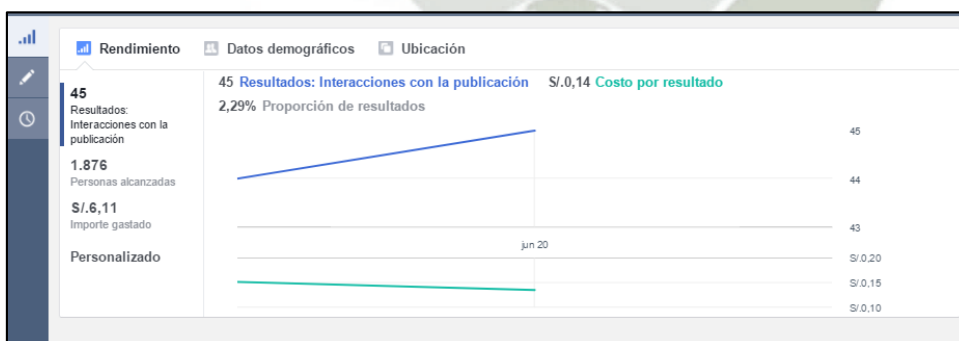 Rendimiento Datos demográficos Ubicación
45
Resultados:
Interacciones con la
publicación
1.876
Personas alcanzadas
S/.6,11
Importe gastado
Personalizado
45 Resultados: Interacciones con la publicación S/.0,14 Costo por resultado
2,29% Proporción de resultados
45
44
43
jun 20
S/.0,20
S/.0,15
S/.0,10